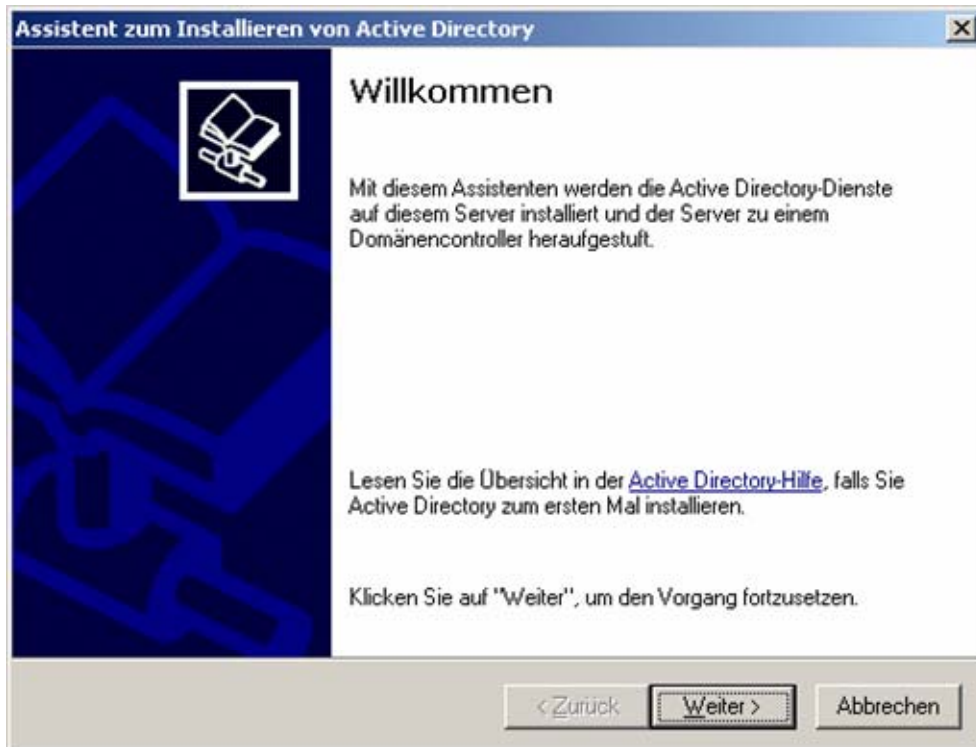 Assistent zum Installieren von Active Directory
Willkommen
Mit diesem Assistenten werden die Active Directory-Dienste
auf diesem Server installiert und der Server zu einem
Domänencontroller heraufgestuft.
Lesen Sie die Übersicht in der Active Directory-Hilfe, falls Sie
Active Directory zum ersten Mal installieren.
Klicken Sie auf "Weiter", um den Vorgang fortzusetzen.
< Zurück Weiter > Abbrechen